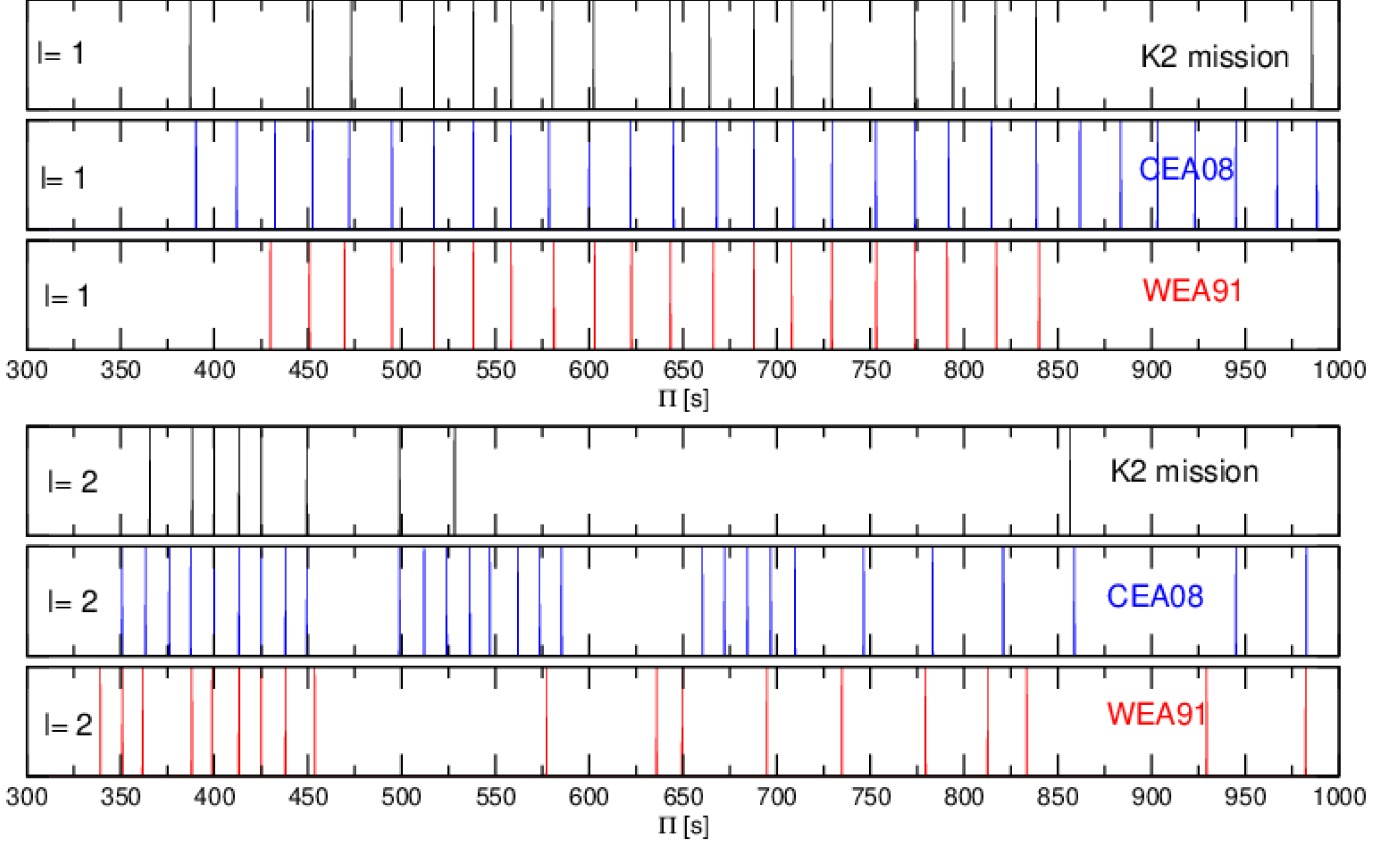 l= 1 K2 mission
l= 1 CEA08
l= 1 WEA91
300 350 400 450 500 550 600 650 700 750 800 850 900 950 1000
Π [s]
l= 2 K2 mission
l= 2 CEA08
l= 2 WEA91
300 350 400 450 500 550 600 650 700 750 800 850 900 950 1000
Π [s]